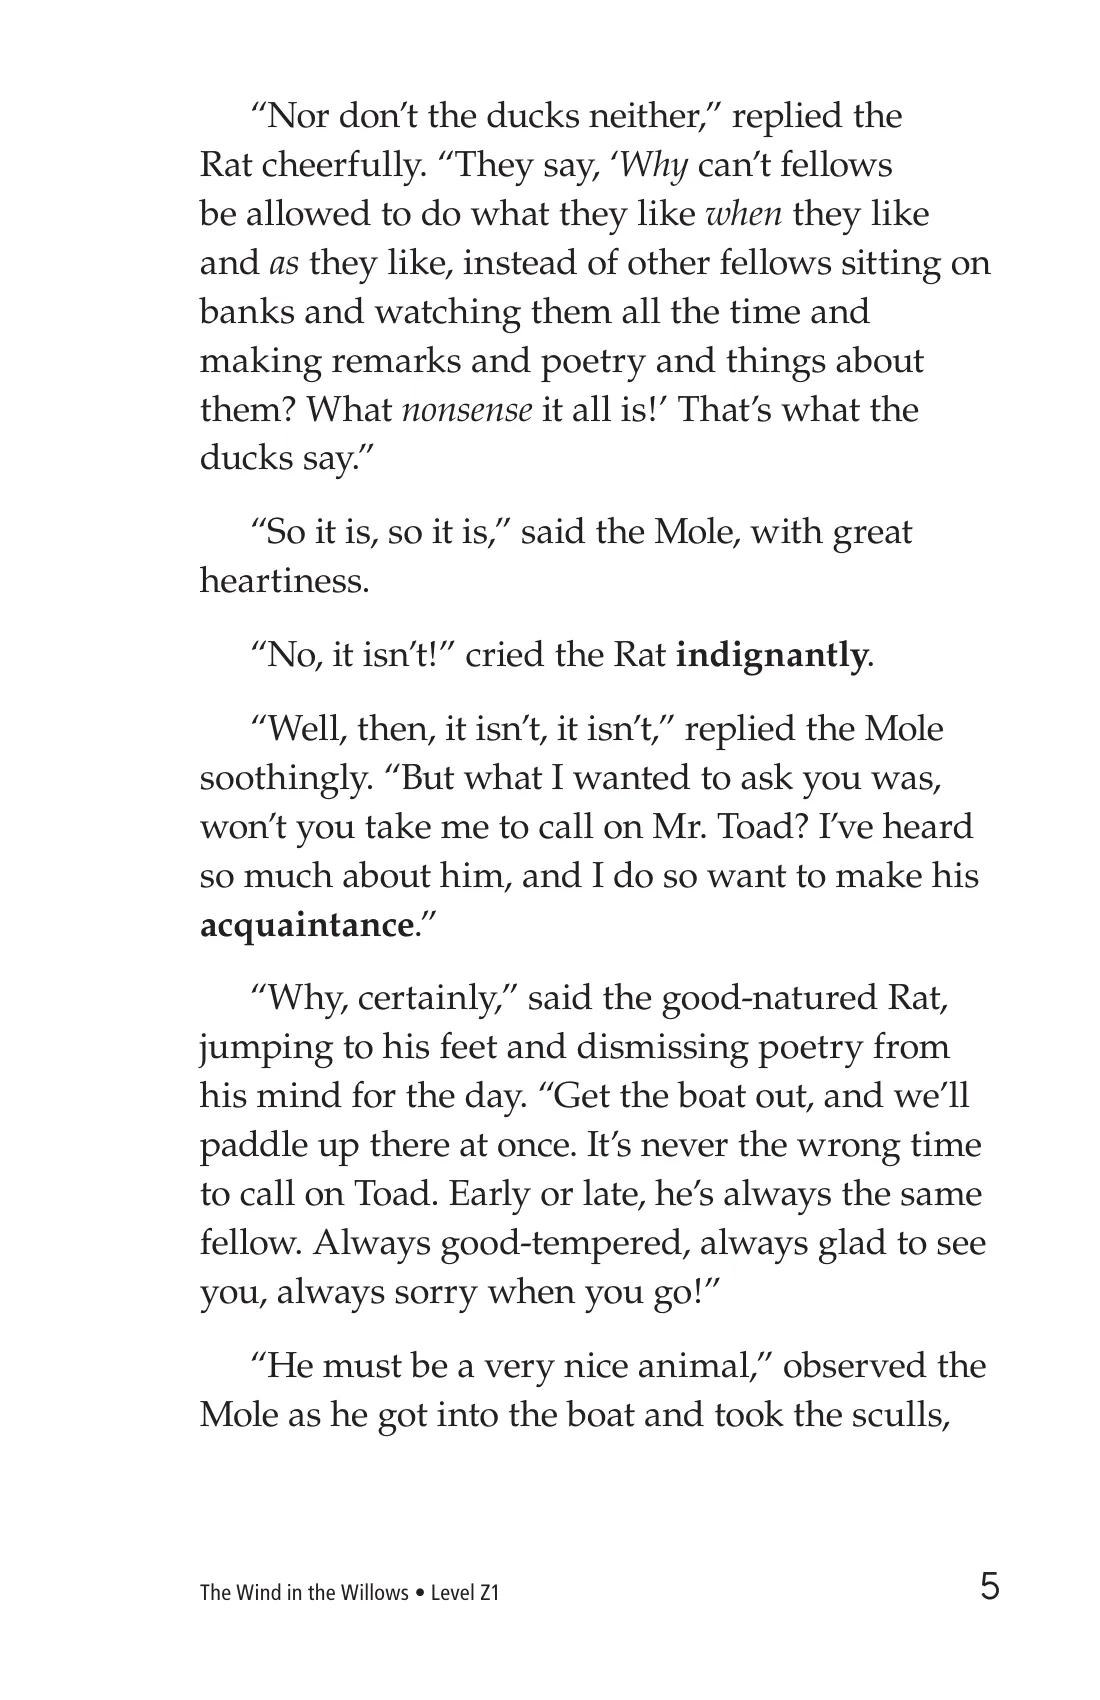 “Nor don’t the ducks neither,” replied the
Rat cheerfully. “They say, ‘Why can’t fellows
be allowed to do what they like when they like
and as they like, instead of other fellows sitting on
banks and watching them all the time and
making remarks and poetry and things about
them? What nonsense it all is!’ That’s what the
ducks say.”
“So it is, so it is,” said the Mole, with great
heartiness.
“No, it isn’t!” cried the Rat indignantly.
“Well, then, it isn’t, it isn’t,” replied the Mole
soothingly. “But what I wanted to ask you was,
won’t you take me to call on Mr. Toad? I’ve heard
so much about him, and I do so want to make his
acquaintance.”
“Why, certainly,” said the good-natured Rat,
jumping to his feet and dismissing poetry from
his mind for the day. “Get the boat out, and we’ll
paddle up there at once. It’s never the wrong time
to call on Toad. Early or late, he’s always the same
fellow. Always good-tempered, always glad to see
you, always sorry when you go!”
“He must be a very nice animal,” observed the
Mole as he got into the boat and took the sculls,
The Wind in the Willows • Level Z1
5